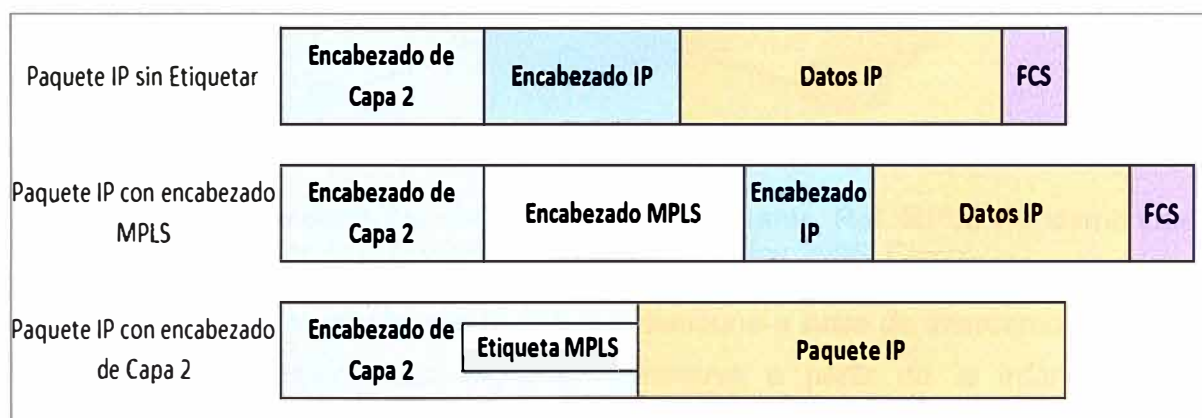 Paquete IP sin Etiquetar
Encabezado de
Capa 2
Encabezado IP
Datos IP
FCS
Paquete IP con encabezado
MPLS
Encabezado de
Capa 2
Encabezado MPLS
Encabezado
IP
Datos IP
FCS
Paquete IP con encabezado
de Capa 2
Encabezado de
Capa 2
Etiqueta MPLS
Paquete IP